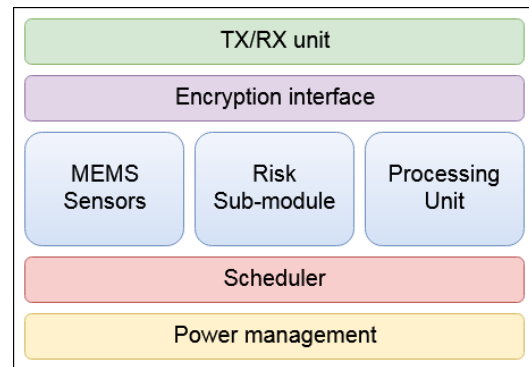 TX/RX unit
Encryption interface
MEMS
Sensors
Risk
Sub-module
Processing
Unit
Scheduler
Power management